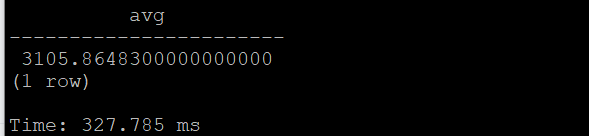 avg
-----------------------
3105.8648300000000000
(1 row)
Time: 327.785 ms